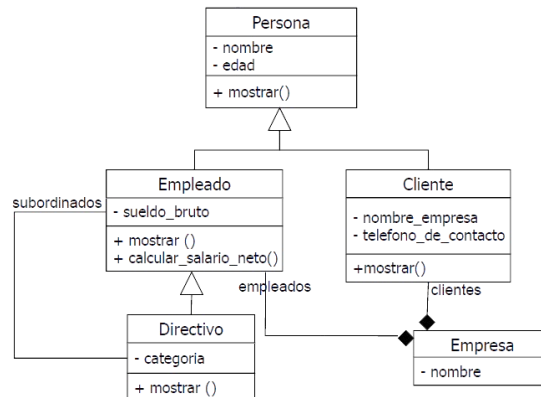 Persona
- nombre
- edad
+ mostrar()
Empleado
- sueldo_bruto
+ mostrar ()
+ calcular_salario_neto()
Cliente
- nombre_empresa
- telefono_de_contacto
+mostrar()
subordinados
empleados
clientes
Directivo
- categoria
+ mostrar ()
Empresa
- nombre